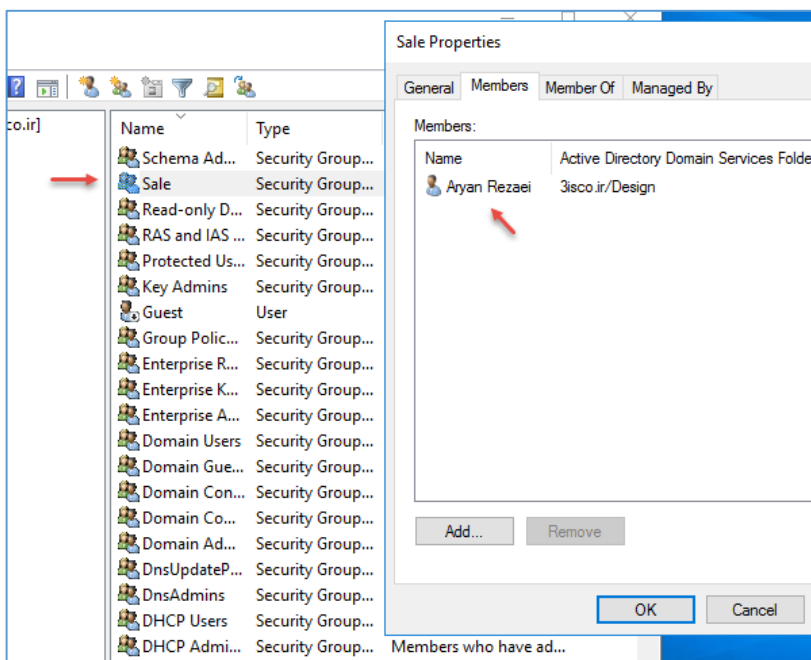 Sale Properties
General Members Member Of Managed By
co.ir]
Name Type
Members:
Name Active Directory Domain Services Folde
Aryan Rezaei 3isco.ir/Design
Schema Ad... Security Group...
Sale Security Group...
Read-only D... Security Group...
RAS and IAS ... Security Group...
Protected Us... Security Group...
Key Admins Security Group...
Guest User
Group Polic... Security Group...
Enterprise R... Security Group...
Enterprise K... Security Group...
Enterprise A... Security Group...
Domain Users Security Group...
Domain Gue... Security Group...
Domain Con... Security Group...
Domain Co... Security Group...
Domain Ad... Security Group...
DnsUpdateP... Security Group...
DnsAdmins Security Group...
DHCP Users Security Group...
DHCP Admi... Security Group... Members who have ad...
Add... Remove
OK Cancel